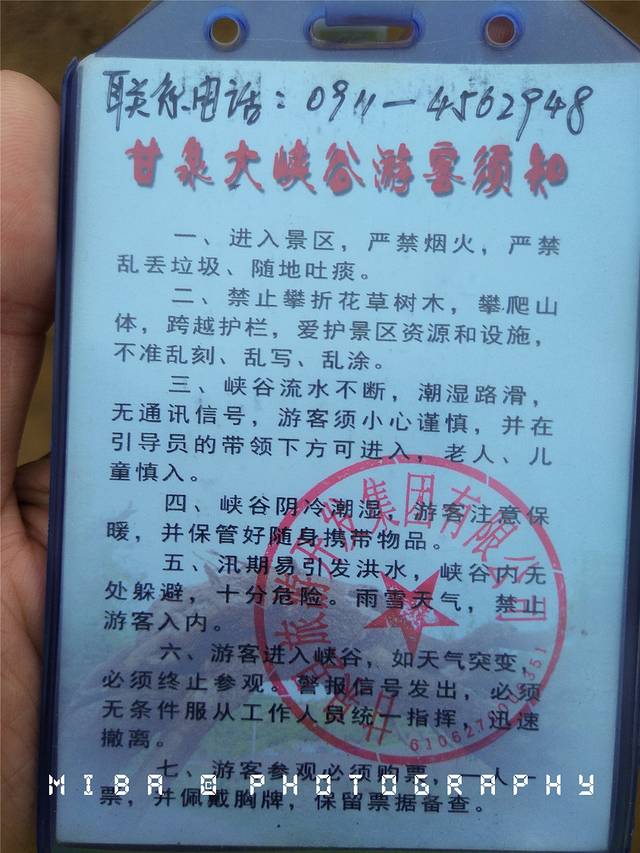 联系电话：0911-4562948
甘泉大峡谷游客须知
一、进入景区，严禁烟火，严禁
乱丢垃圾、随地吐痰。
二、禁止攀折花草树木，攀爬山
体，跨越护栏，爱护景区资源和设施，
不准乱刻、乱写、乱涂。
三、峡谷流水不断，潮湿路滑，
无通讯信号，游客须小心谨慎，并在
引导员的带领下方可进入，老人、儿
童慎入。
四、峡谷阴冷潮湿，游客注意保
暖，并保管好随身携带物品。
五、汛期易引发洪水，峡谷内无
处躲避，十分危险。雨雪天气，禁止
游客入内。
六、游客进入峡谷，如天气突变，
必须终止参观。警报信号发出，必须
无条件服从工作人员统一指挥，迅速
撤离。
七、游客参观必须购票，一人一
票，并佩戴胸牌，保留票据备查。
旅游开发集团有限公司
MIBA @ PHOTOGRAPHY